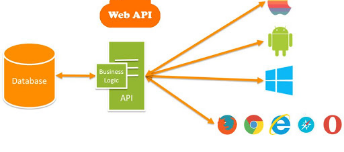 Web API
Database
Business
Logic
API